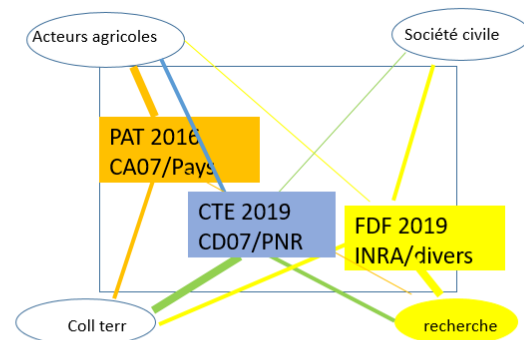 Acteurs agricoles
Société civile
PAT 2016
CA07/Pays
CTE 2019
CD07/PNR
FDF 2019
INRA/divers
Coll terr
recherche